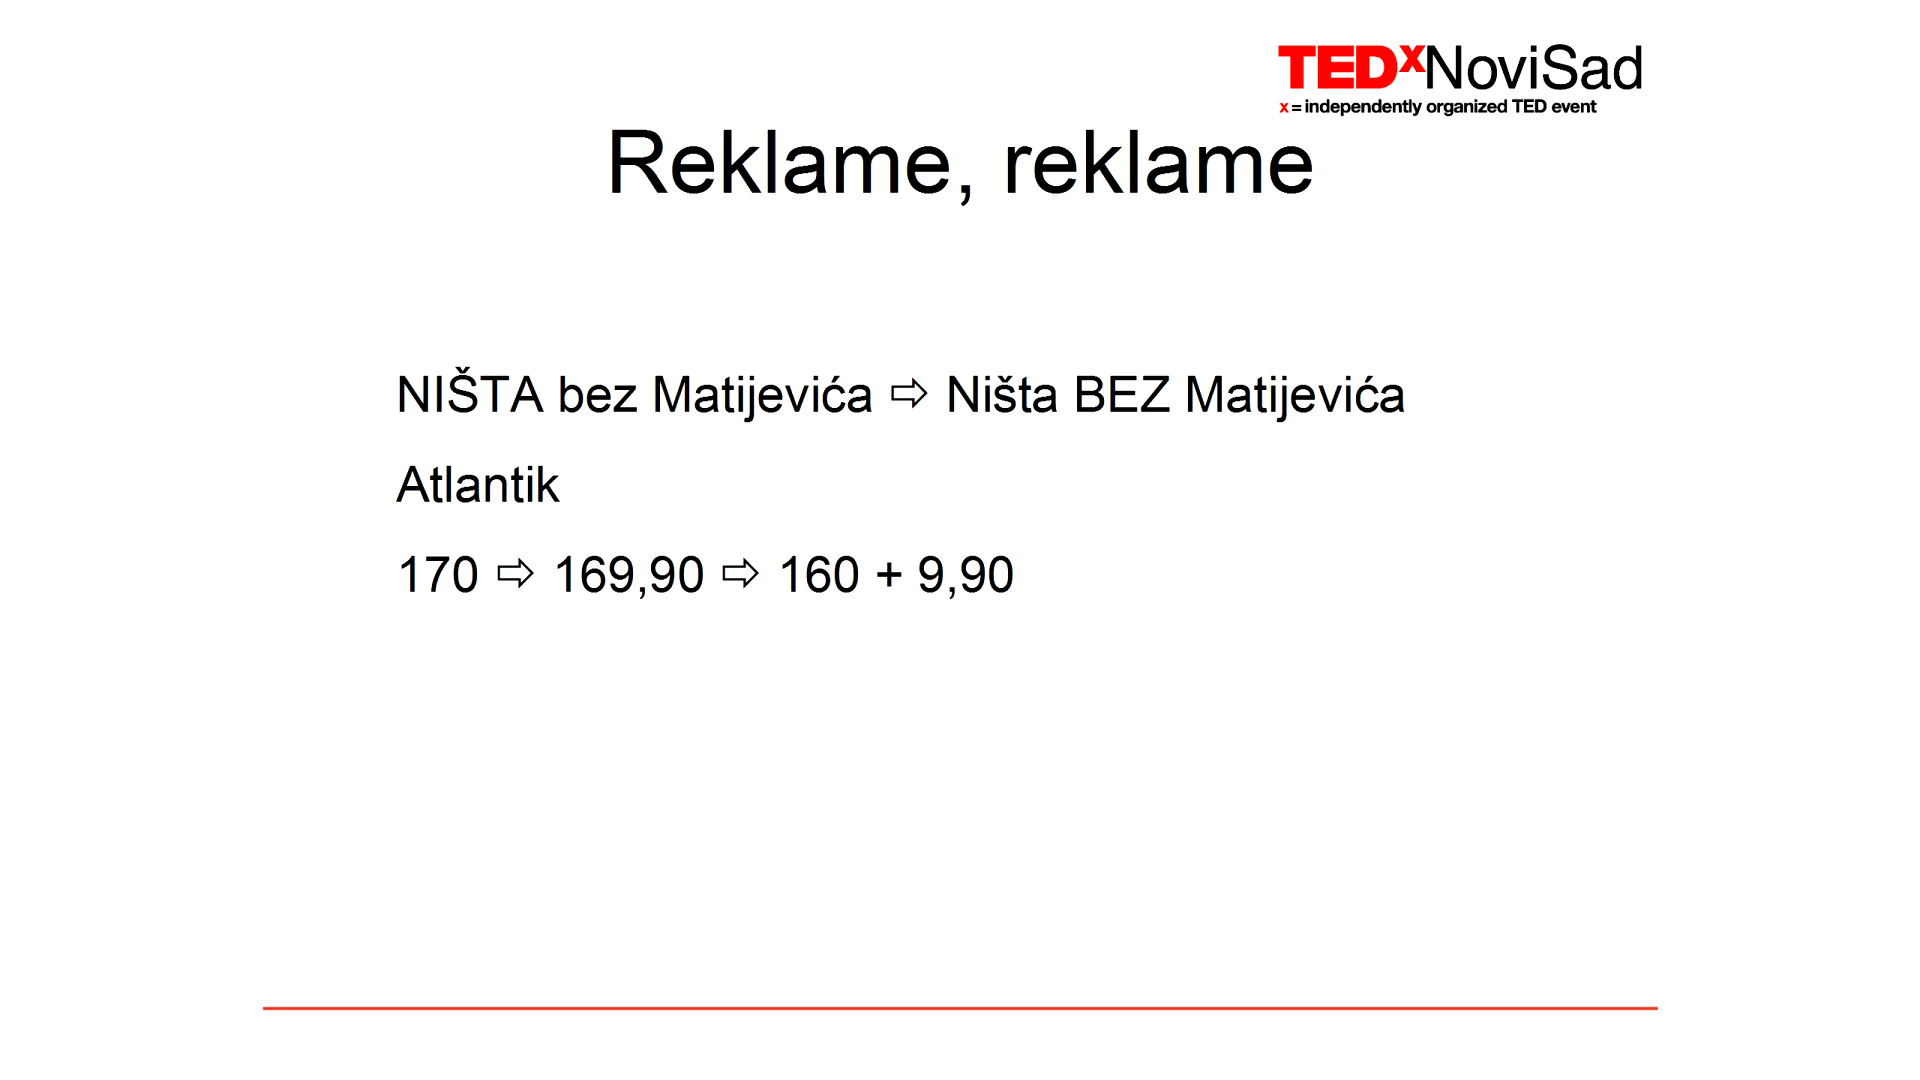 TEDxNoviSad
x = independently organized TED event
Reklame, reklame
NIŠTA bez Matijevića ⇨ Ništa BEZ Matijevića
Atlantik
170 ⇨ 169,90 ⇨ 160 + 9,90